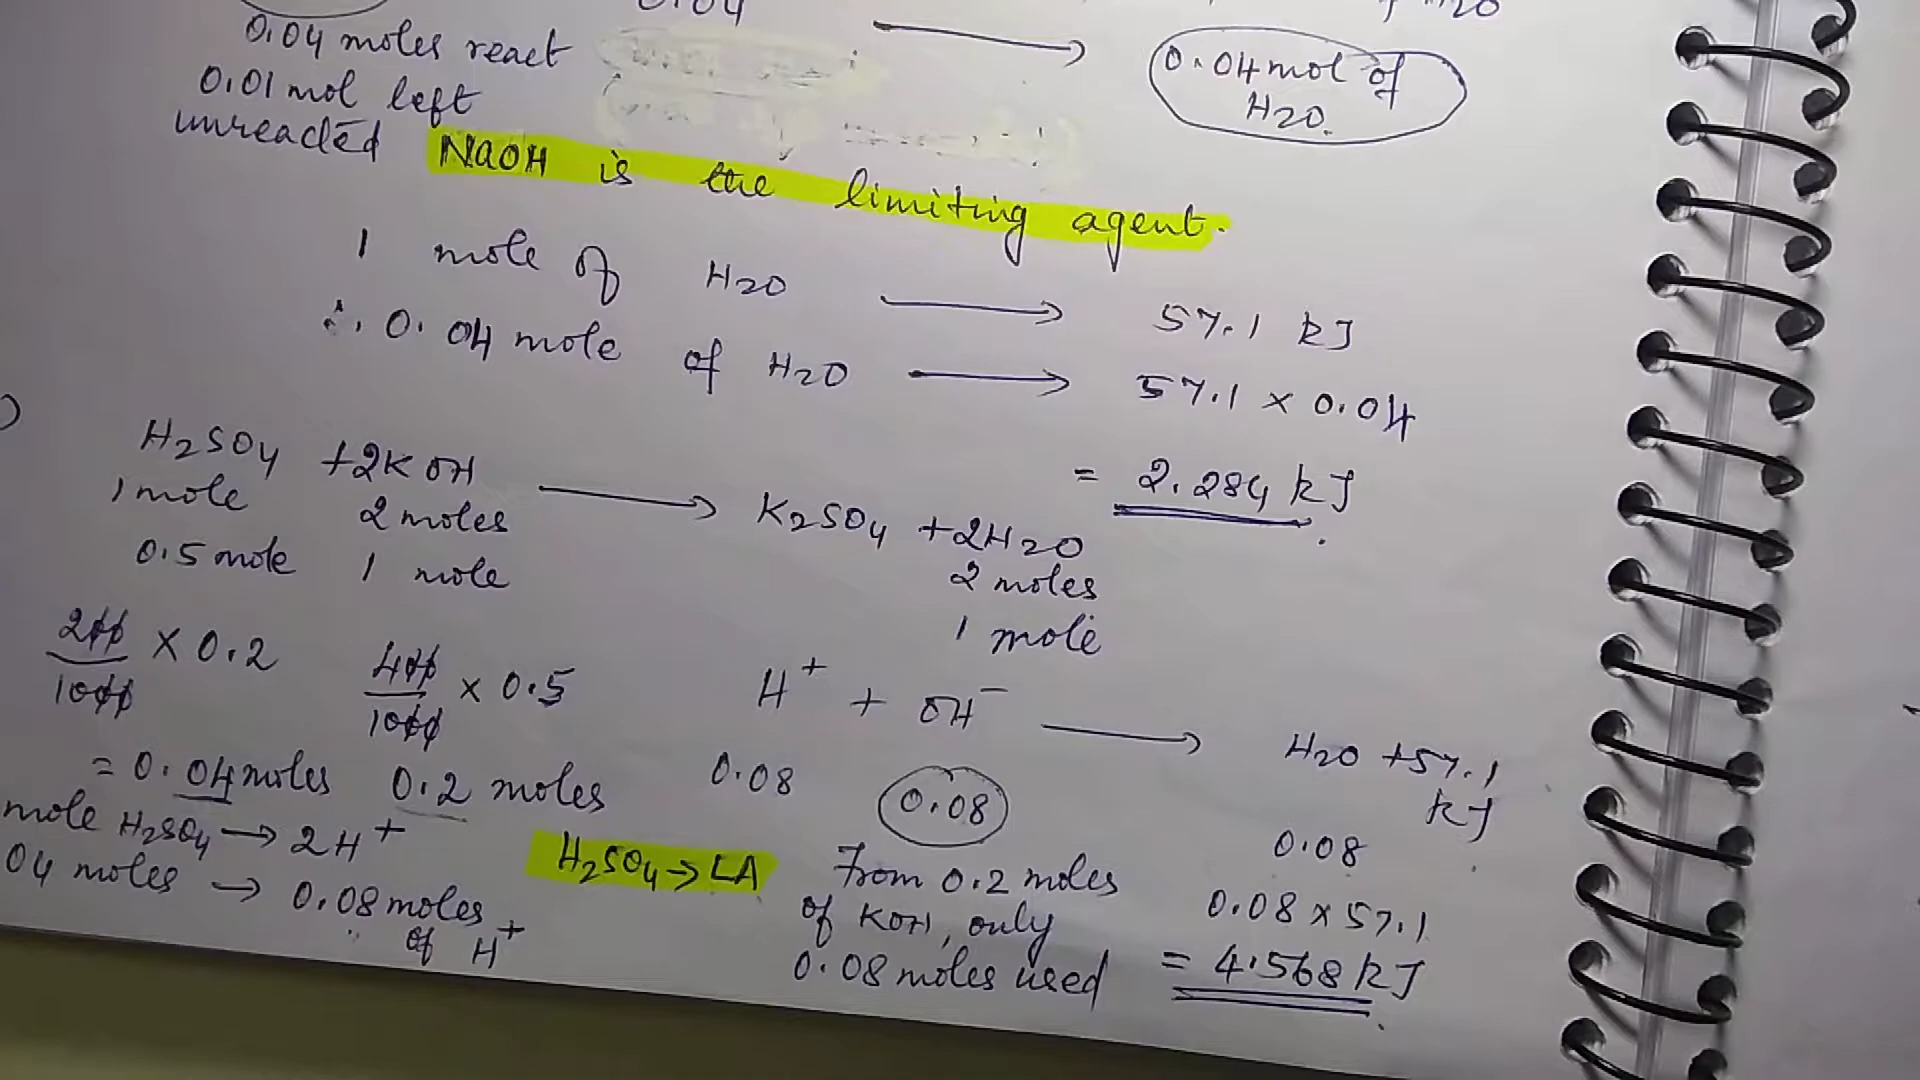 0.04
0.04 moles react
0.01 mol left
unreacted
0.04 mol of
H2O.
NaOH is the limiting agent.
1 mole of H2O ⟶ 57.1 kJ
∴ 0.04 mole of H2O ⟶ 57.1 × 0.04
= 2.284 kJ
H2SO4 + 2KOH ⟶ K2SO4 + 2H2O
1 mole 2 moles 2 moles
0.5 mole 1 mole 1 mole
200/1000 × 0.2 400/1000 × 0.5
= 0.04 moles 0.2 moles
mole H2SO4 → 2H+
04 moles → 0.08 moles
of H+
H2SO4 → LA
H+ + OH- ⟶ H2O + 57.1
kJ
0.08 0.08 0.08
From 0.2 moles
of KOH, only
0.08 moles used
0.08 × 57.1
= 4.568 kJ